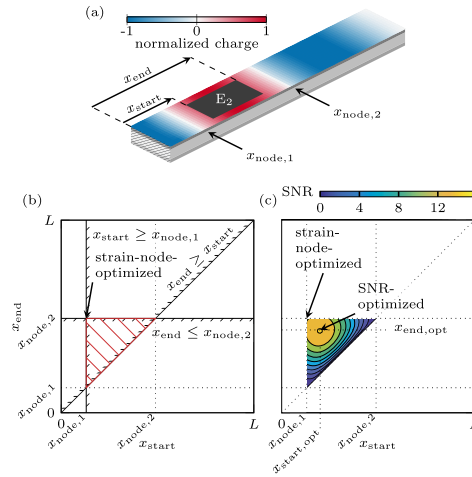 (a)
-1 0 1
normalized charge
x_end
x_start
E_2
x_node,2
x_node,1
(b)
L
x_start ≥ x_node,1
strain-node-
optimized
x_end ≥ x_start
x_end
x_node,2
x_end ≤ x_node,2
x_node,1
0
0 x_node,1 x_node,2 L
x_start
(c)
SNR
0 8 12 16
strain-
node-
optimized
SNR-
optimized
x_end,opt
x_node,1 x_start,opt x_node,2 L
x_start